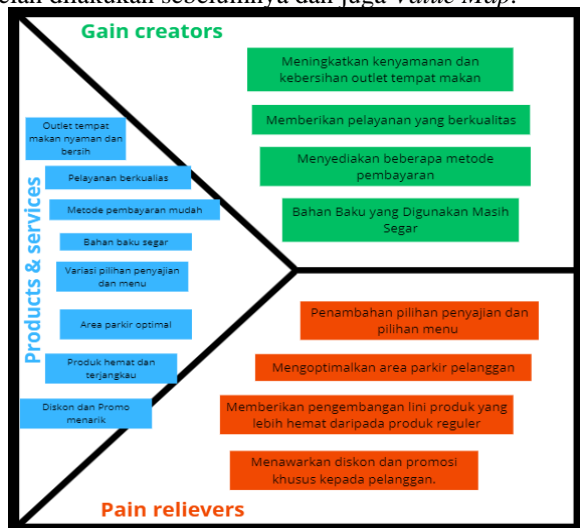 telah dilakukan sebelumnya dan juga Value Map.
Gain creators
Meningkatkan kenyamanan dan
kebersihan outlet tempat makan
Memberikan pelayanan yang berkualitas
Menyediakan beberapa metode
pembayaran
Bahan Baku yang Digunakan Masih
Segar
Products & services
Outlet tempat
makan nyaman dan
bersih
Pelayanan berkualias
Metode pembayaran mudah
Bahan baku segar
Variasi pilihan penyajian
dan menu
Area parkir optimal
Produk hemat dan
terjangkau
Diskon dan Promo
menarik
Penambahan pilihan penyajian dan
pilihan menu
Mengoptimalkan area parkir pelanggan
Memberikan pengembangan lini produk yang
lebih hemat daripada produk reguler
Menawarkan diskon dan promosi
khusus kepada pelanggan.
Pain relievers